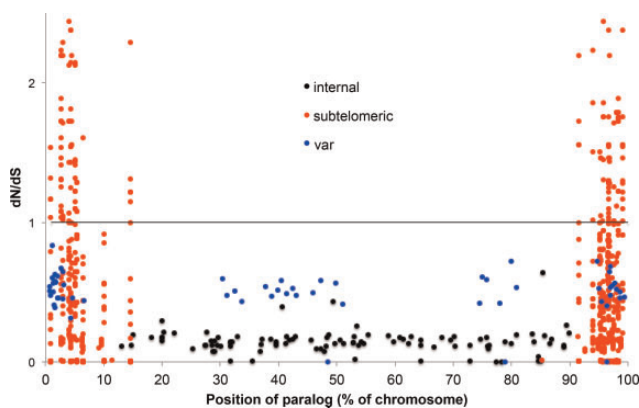 2
internal
subtelomeric
var
dN/dS
1
0
0 10 20 30 40 50 60 70 80 90 100
Position of paralog (% of chromosome)